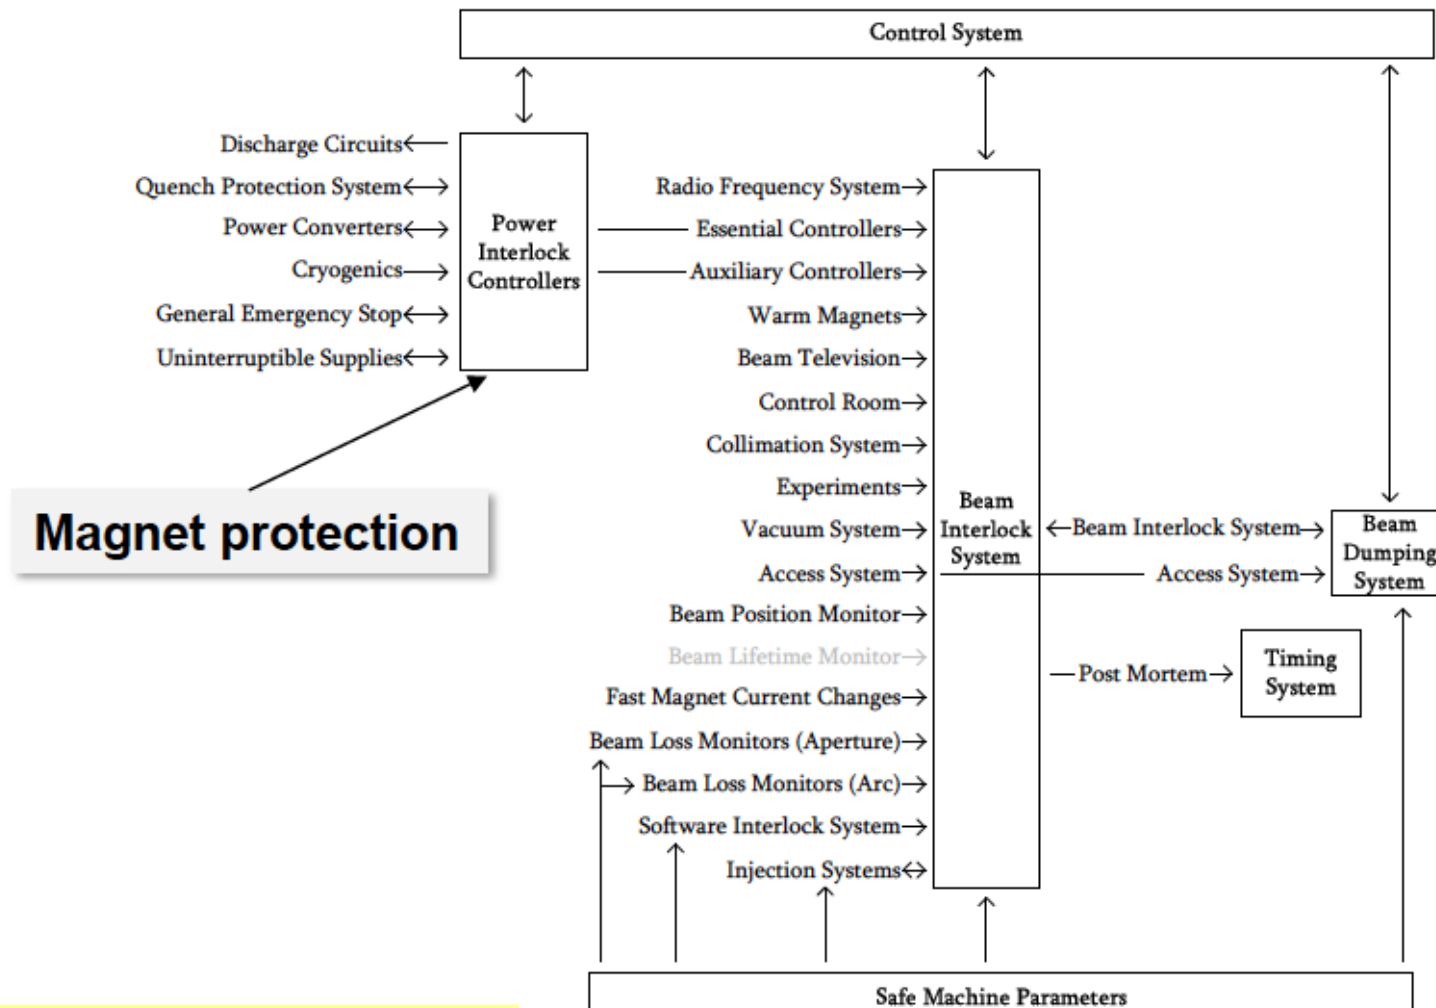 Control System
Discharge Circuits
Quench Protection System
Power Converters
Cryogenics
General Emergency Stop
Uninterruptible Supplies
Power
Interlock
Controllers
Magnet protection
Radio Frequency System
Essential Controllers
Auxiliary Controllers
Warm Magnets
Beam Television
Control Room
Collimation System
Experiments
Vacuum System
Access System
Beam Position Monitor
Beam Lifetime Monitor
Fast Magnet Current Changes
Beam Loss Monitors (Aperture)
Beam Loss Monitors (Arc)
Software Interlock System
Injection Systems
Beam
Interlock
System
Beam Interlock System
Access System
Beam
Dumping
System
Post Mortem
Timing
System
Safe Machine Parameters